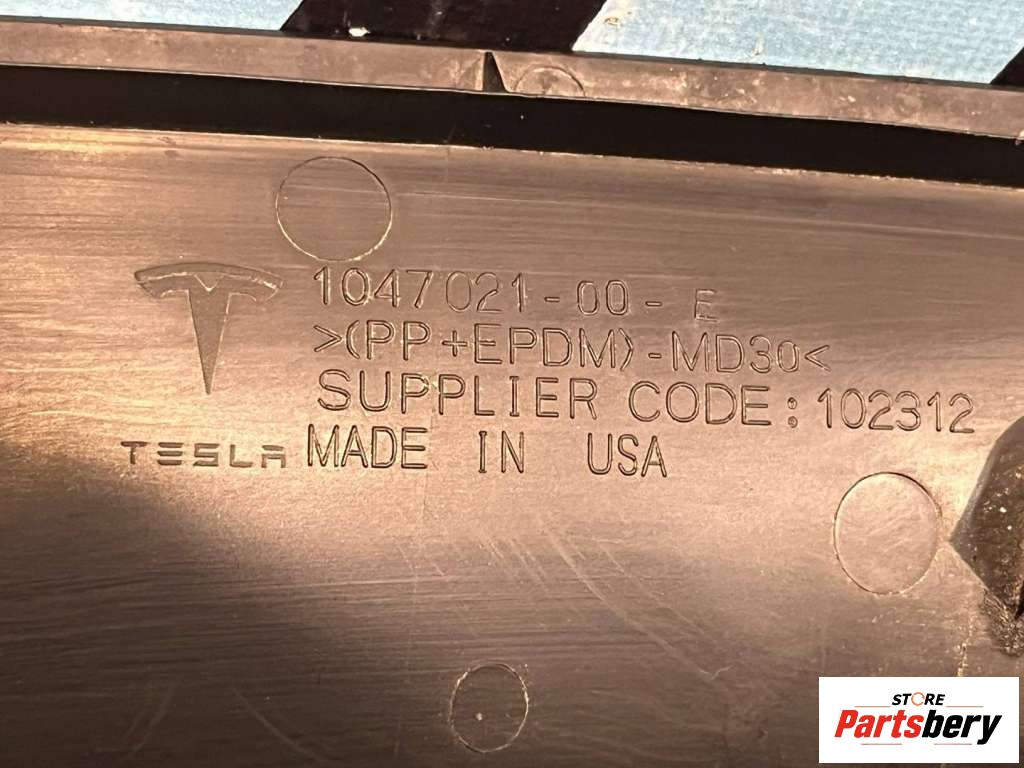 1047021-00-E
>(PP+EPDM)-MD30<
SUPPLIER CODE: 102312
TESLA MADE IN USA
STORE
Partsbery